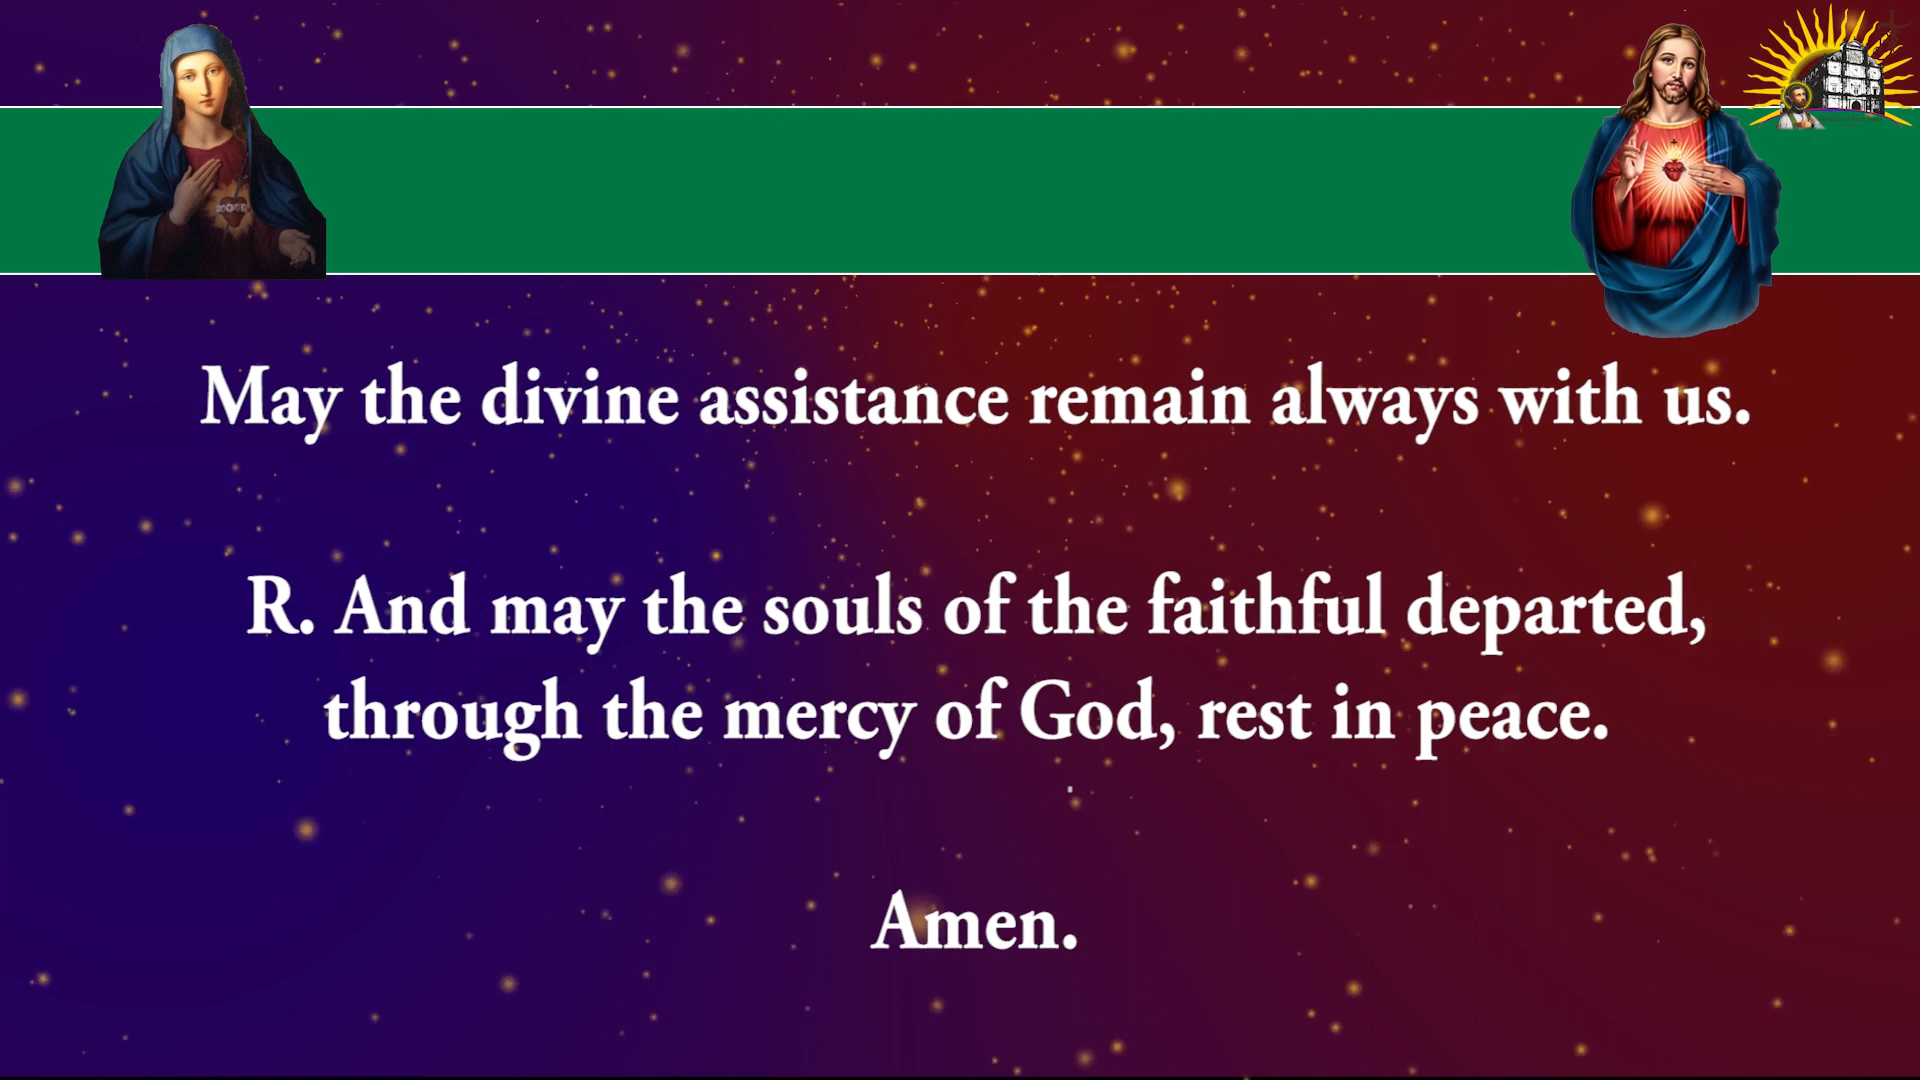 May the divine assistance remain always with us.
R. And may the souls of the faithful departed,
through the mercy of God, rest in peace.
Amen.